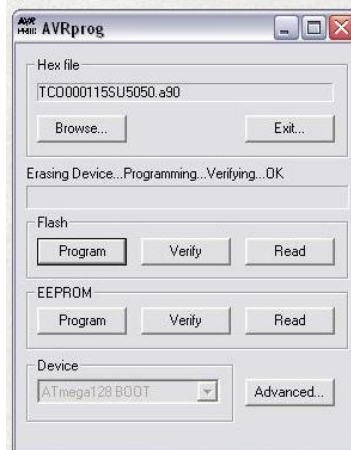 AVRprog
Hex file
TCO000115SU5050.a90
Browse... Exit...
Erasing Device...Programming...Verifying...OK
Flash
Program Verify Read
EEPROM
Program Verify Read
Device
ATmega128 BOOT Advanced...